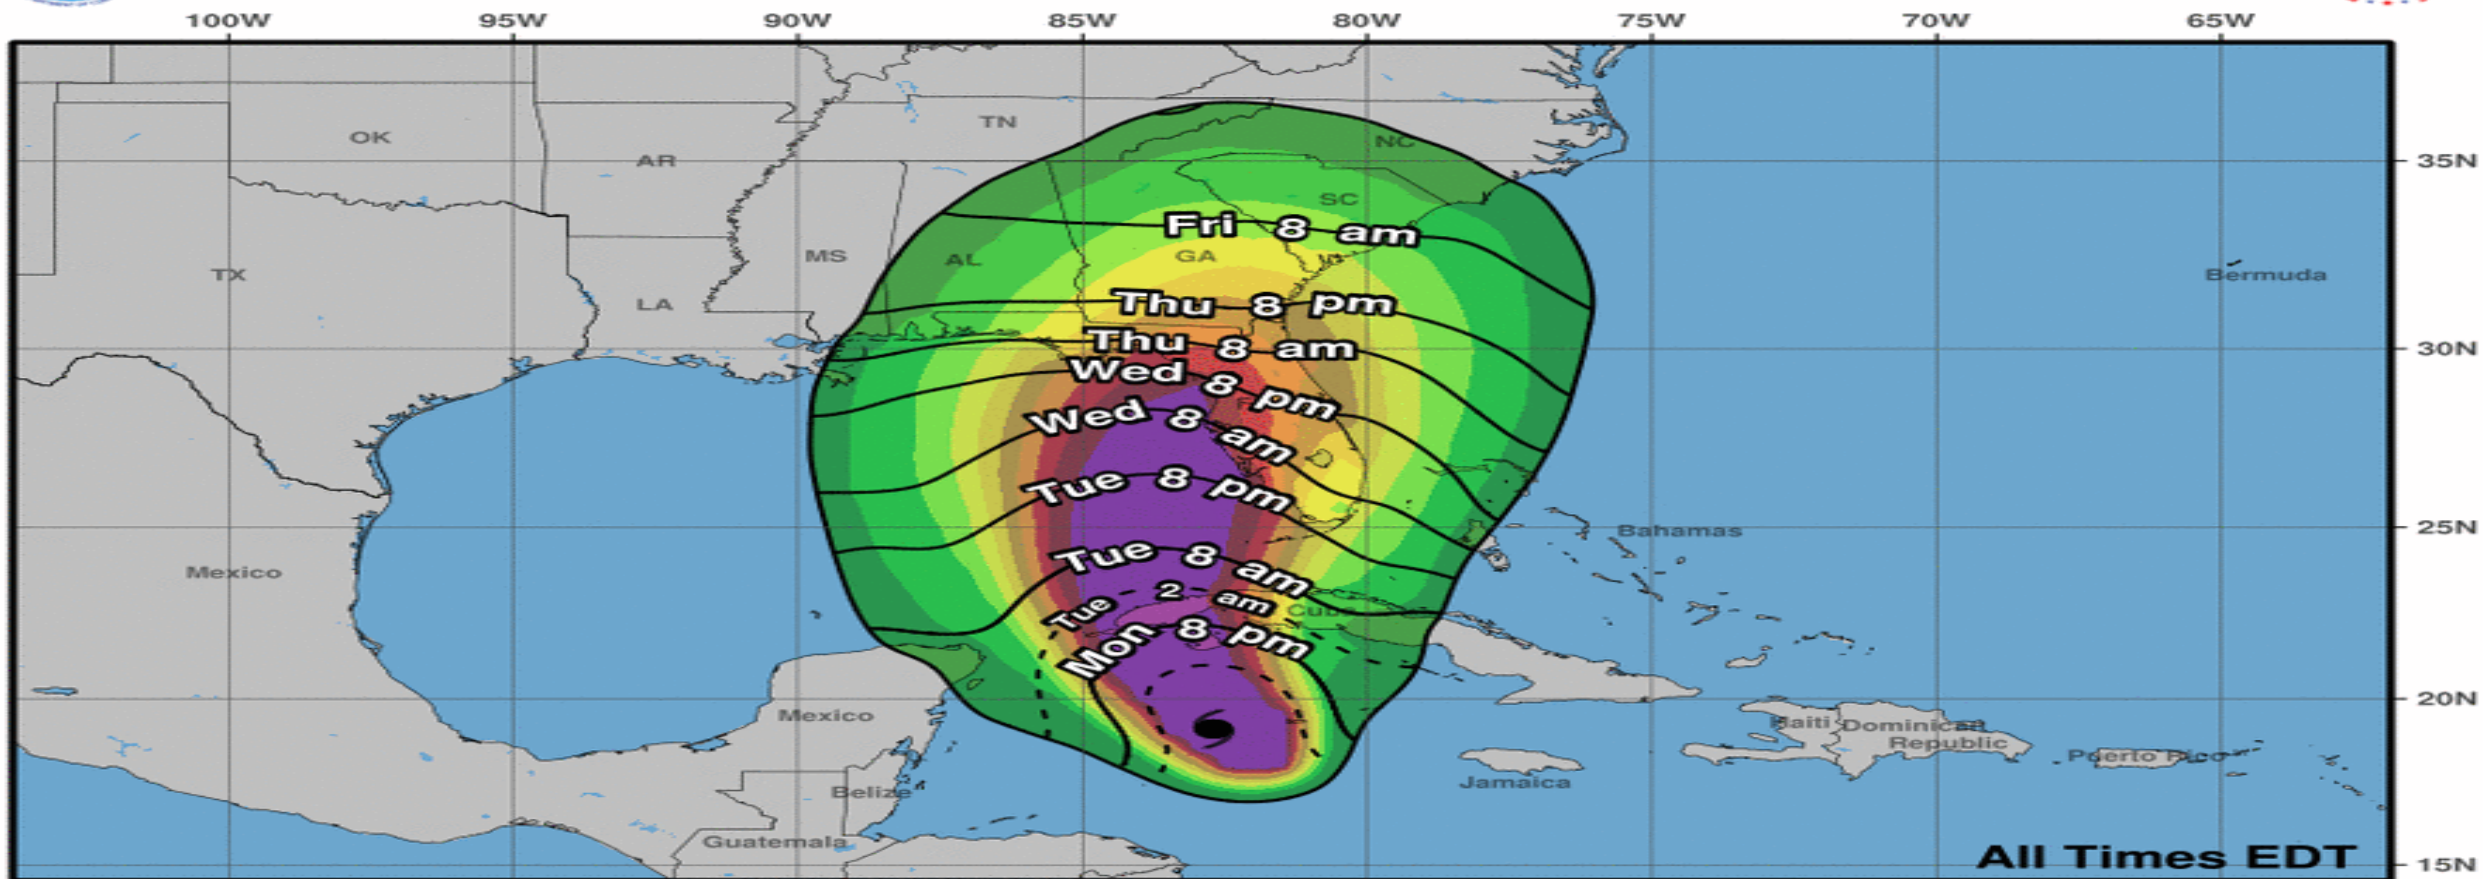 100W 95W 90W 85W 80W 75W 70W 65W
TN
NC
OK
AR
35N
SC
Fri 8 am
MS
AL
GA
TX
Bermuda
LA
Thu 8 pm
Thu 8 am
30N
Wed 8 pm
Wed 8 am
Tue 8 pm
25N
Bahamas
Tue 8 am
Mexico
Tue 2 am
Cuba
Mon 8 pm
20N
Mexico
Haiti
Dominican
Republic
Puerto Rico
Jamaica
Belize
Guatemala
All Times EDT
15N